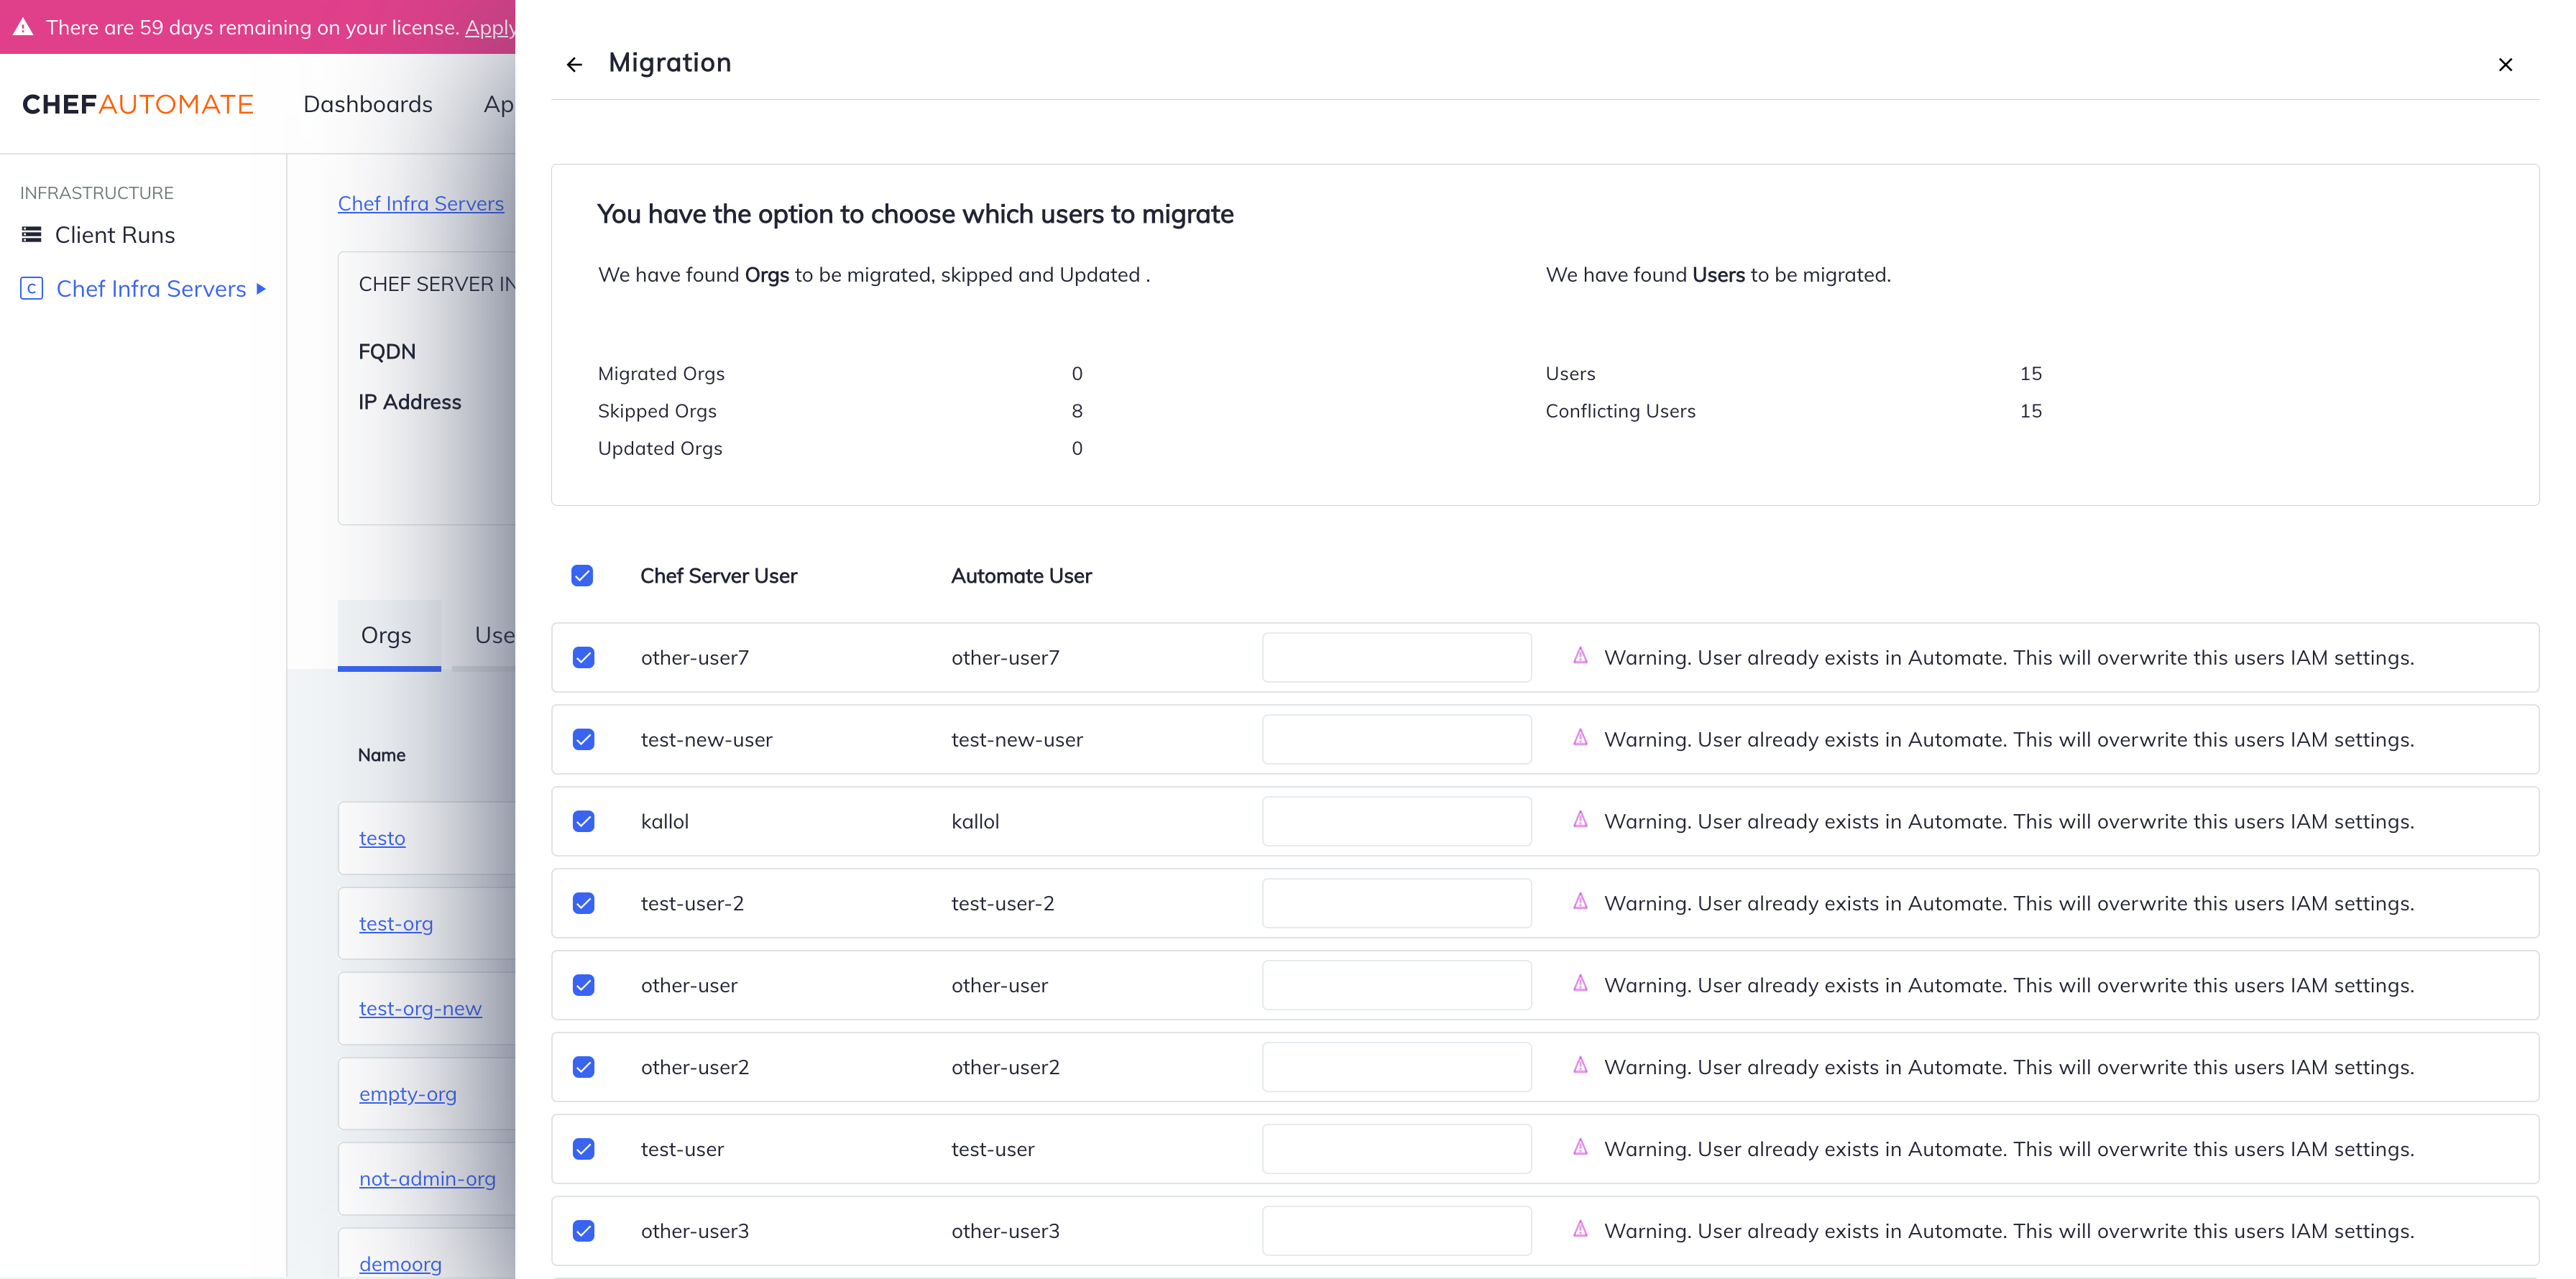 There are 59 days remaining on your license. Apply
CHEFAUTOMATE
Dashboards
INFRASTRUCTURE
Client Runs
Chef Infra Servers
Chef Infra Servers
CHEF SERVER IN
FQDN
IP Address
Orgs
Name
testo
test-org
test-org-new
empty-org
not-admin-org
demoorg
Migration
You have the option to choose which users to migrate
We have found Orgs to be migrated, skipped and Updated .
Migrated Orgs 0
Skipped Orgs 8
Updated Orgs 0
We have found Users to be migrated.
Users 15
Conflicting Users 15
Chef Server User Automate User
other-user7 other-user7 Warning. User already exists in Automate. This will overwrite this users IAM settings.
test-new-user test-new-user Warning. User already exists in Automate. This will overwrite this users IAM settings.
kallol kallol Warning. User already exists in Automate. This will overwrite this users IAM settings.
test-user-2 test-user-2 Warning. User already exists in Automate. This will overwrite this users IAM settings.
other-user other-user Warning. User already exists in Automate. This will overwrite this users IAM settings.
other-user2 other-user2 Warning. User already exists in Automate. This will overwrite this users IAM settings.
test-user test-user Warning. User already exists in Automate. This will overwrite this users IAM settings.
other-user3 other-user3 Warning. User already exists in Automate. This will overwrite this users IAM settings.